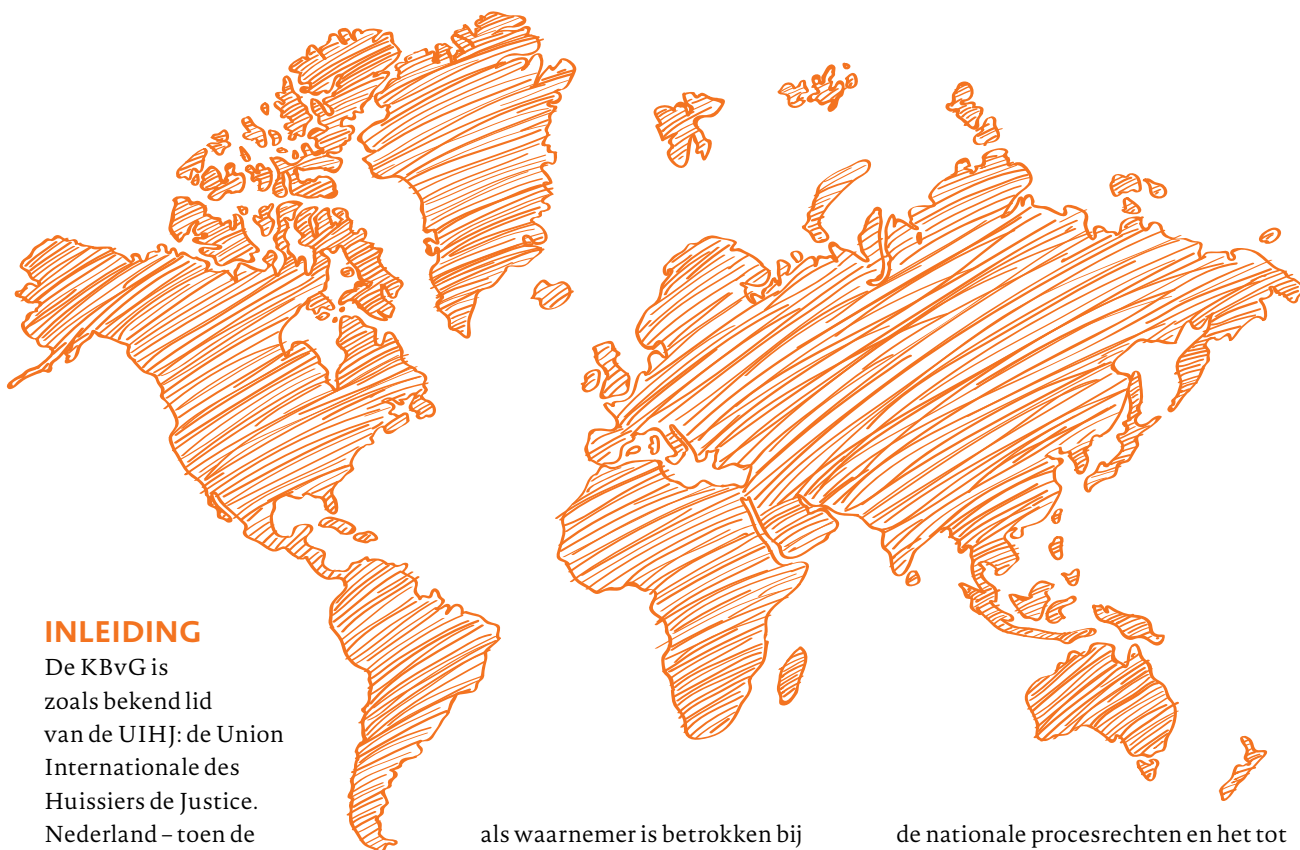 INLEIDING
De KBvG is
zoals bekend lid
van de UIHJ: de Union
Internationale des
Huissiers de Justice.
Nederland – toen de
als waarnemer is betrokken bij
de nationale procesrechten en het tot